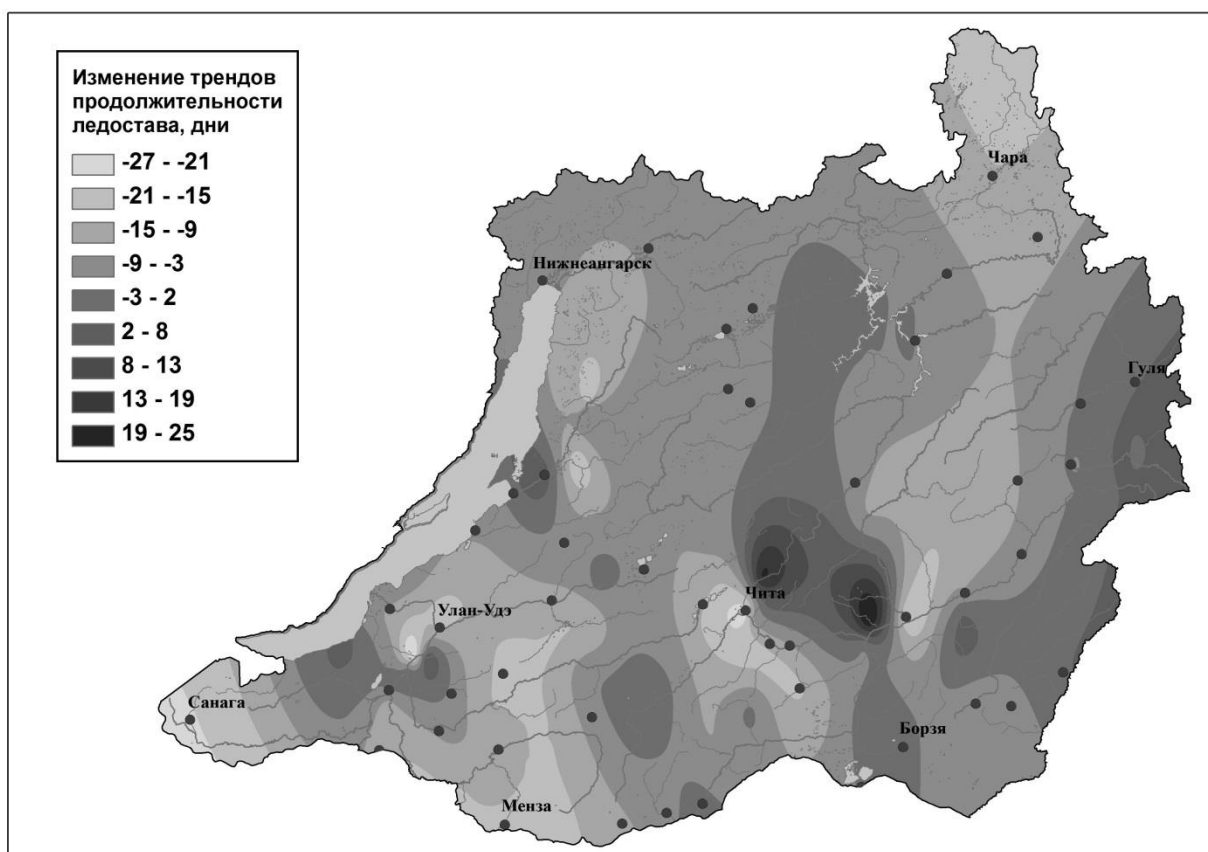 Изменение трендов
продолжительности
ледостава, дни
-27 - -21
-21 - -15
-15 - -9
-9 - -3
-3 - 2
2 - 8
8 - 13
13 - 19
19 - 25
Чара
Нижнеангарск
Гуля
Чита
Улан-Удэ
Санага
Борзя
Менза